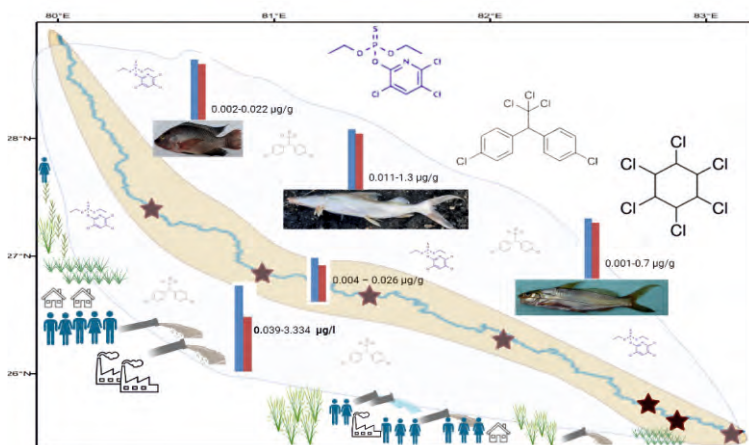 80°E
81°E
82°E
83°E
28°N
27°N
26°N
S
P
O
O
O
N
Cl
Cl
Cl
0.002-0.022 µg/g
Cl
Cl
Cl
Cl
Cl
0.011-1.3 µg/g
Cl
Cl
Cl
Cl
Cl
Cl
0.004 – 0.026 µg/g
0.001-0.7 µg/g
0.039-3.334 µg/l